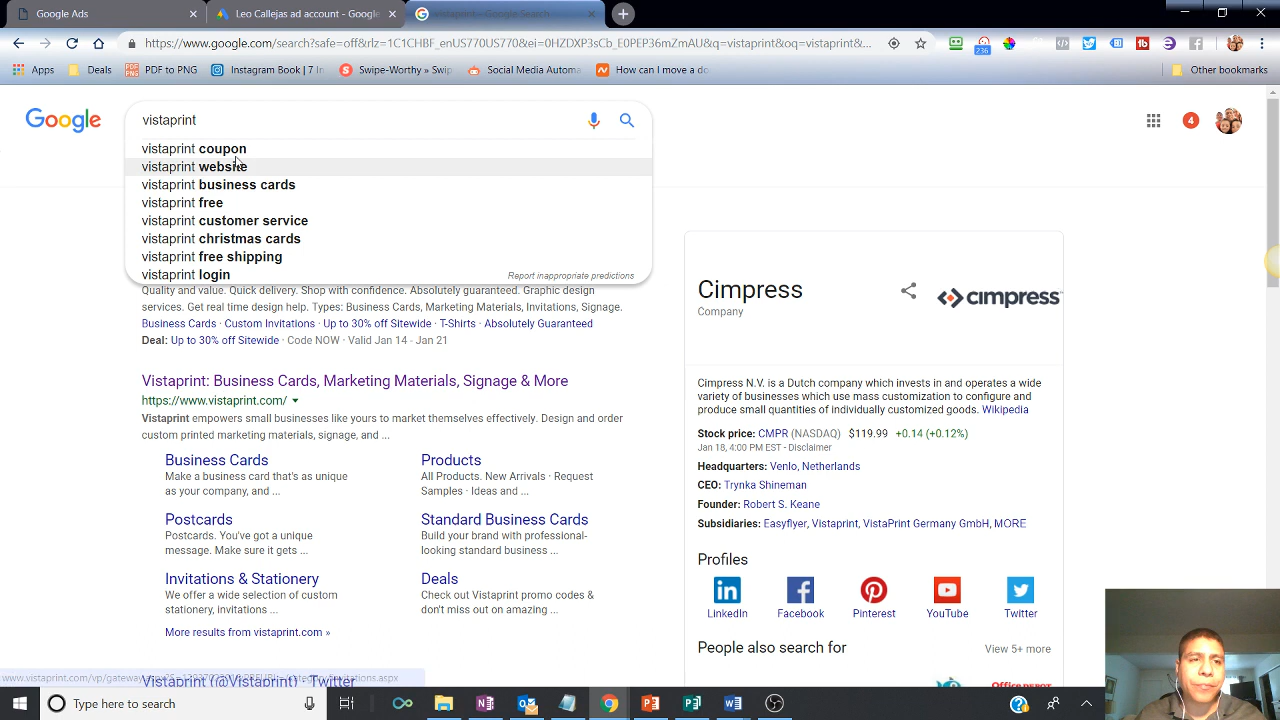 Google Ads
Leo Callejas ad account - Google
vistaprint - Google Search
https://www.google.com/search?safe=off&rlz=1C1CHBF_enUS770US770&ei=0HZDXP3sCb_E0PEP36mZmAU&q=vistaprint&oq=vistaprint&...
236
Apps
Deals
PDF to PNG
Instagram Book | 7 In
Swipe-Worthy » Swip
Social Media Automa
How can I move a do
Other bookmarks
Google
vistaprint
4
vistaprint coupon
vistaprint website
vistaprint business cards
vistaprint free
vistaprint customer service
vistaprint christmas cards
vistaprint free shipping
vistaprint login
Report inappropriate predictions
Quality and value. Quick delivery. Shop with confidence. Absolutely guaranteed. Graphic design
services. Get real time design help. Types: Business Cards, Marketing Materials, Invitations, Signage.
Business Cards · Custom Invitations · Up to 30% off Sitewide · T-Shirts · Absolutely Guaranteed
Deal: Up to 30% off Sitewide · Code NOW · Valid Jan 14 - Jan 21
Vistaprint: Business Cards, Marketing Materials, Signage & More
https://www.vistaprint.com/
Vistaprint empowers small businesses like yours to market themselves effectively. Design and order
custom printed marketing materials, signage, and ...
Business Cards
Make a business card that's as unique
as your company, and ...
Products
All Products. New Arrivals · Request
Samples · Ideas and ...
Postcards
Postcards. You've got a unique
message. Make sure it gets ...
Standard Business Cards
Build your brand with professional-
looking standard business ...
Invitations & Stationery
We offer a wide selection of custom
stationery, invitations ...
Deals
Check out Vistaprint promo codes &
don't miss out on amazing ...
More results from vistaprint.com »
Vistaprint (@Vistaprint) · Twitter
Cimpress
Company
cimpress
Cimpress N.V. is a Dutch company which invests in and operates a wide
variety of businesses which use mass customization to configure and
produce small quantities of individually customized goods. Wikipedia
Stock price: CMPR (NASDAQ) $119.99 +0.14 (+0.12%)
Jan 18, 4:00 PM EST - Disclaimer
Headquarters: Venlo, Netherlands
CEO: Trynka Shineman
Founder: Robert S. Keane
Subsidiaries: Easyflyer, Vistaprint, VistaPrint Germany GmbH, MORE
Profiles
LinkedIn
Facebook
Pinterest
YouTube
Twitter
People also search for
View 5+ more
Office DEPOT
Type here to search